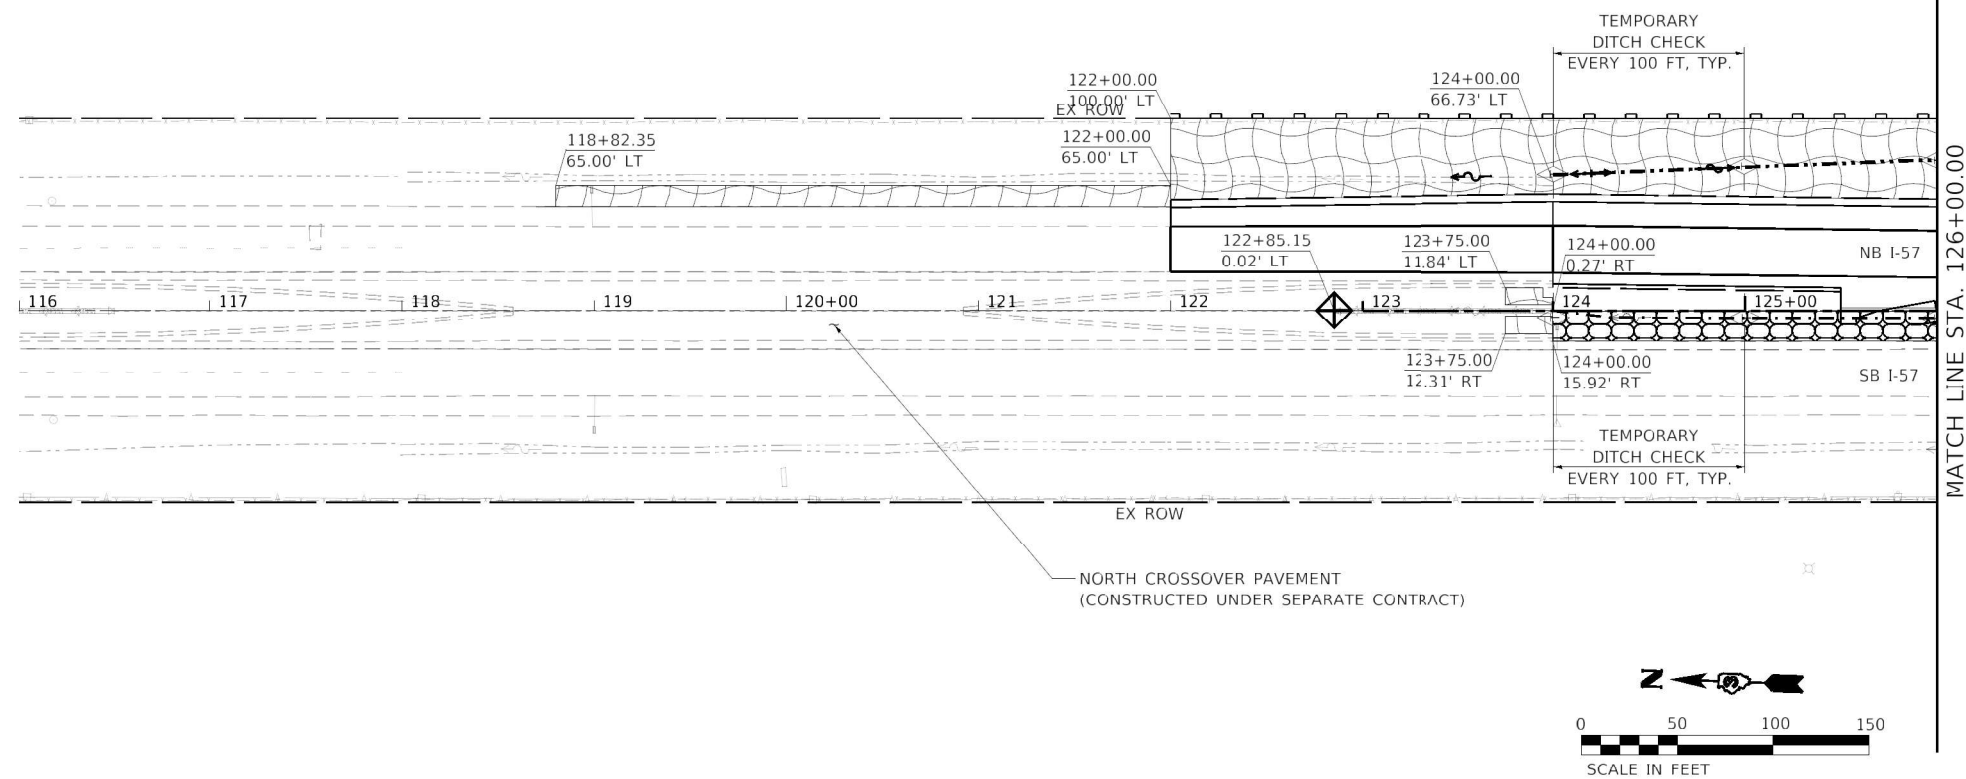 TEMPORARY
DITCH CHECK
EVERY 100 FT, TYP.
122+00.00
100.00' LT
EX ROW
124+00.00
66.73' LT
118+82.35
65.00' LT
122+00.00
65.00' LT
122+85.15
0.02' LT
123+75.00
11.84' LT
124+00.00
0.27' RT
NB I-57
116 117 118 119 120+00 121 122 123 124 125+00
123+75.00
12.31' RT
124+00.00
15.92' RT
SB I-57
TEMPORARY
DITCH CHECK
EVERY 100 FT, TYP.
EX ROW
MATCH LINE STA. 126+00.00
NORTH CROSSOVER PAVEMENT
(CONSTRUCTED UNDER SEPARATE CONTRACT)
N
0 50 100 150
SCALE IN FEET